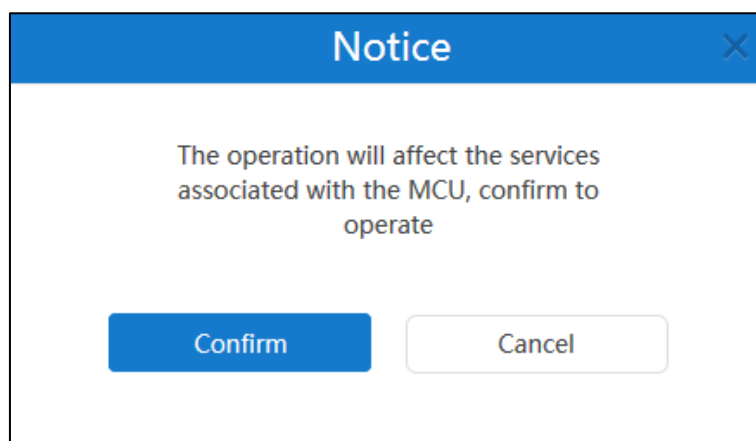 Notice
The operation will affect the services
associated with the MCU, confirm to
operate
Confirm
Cancel